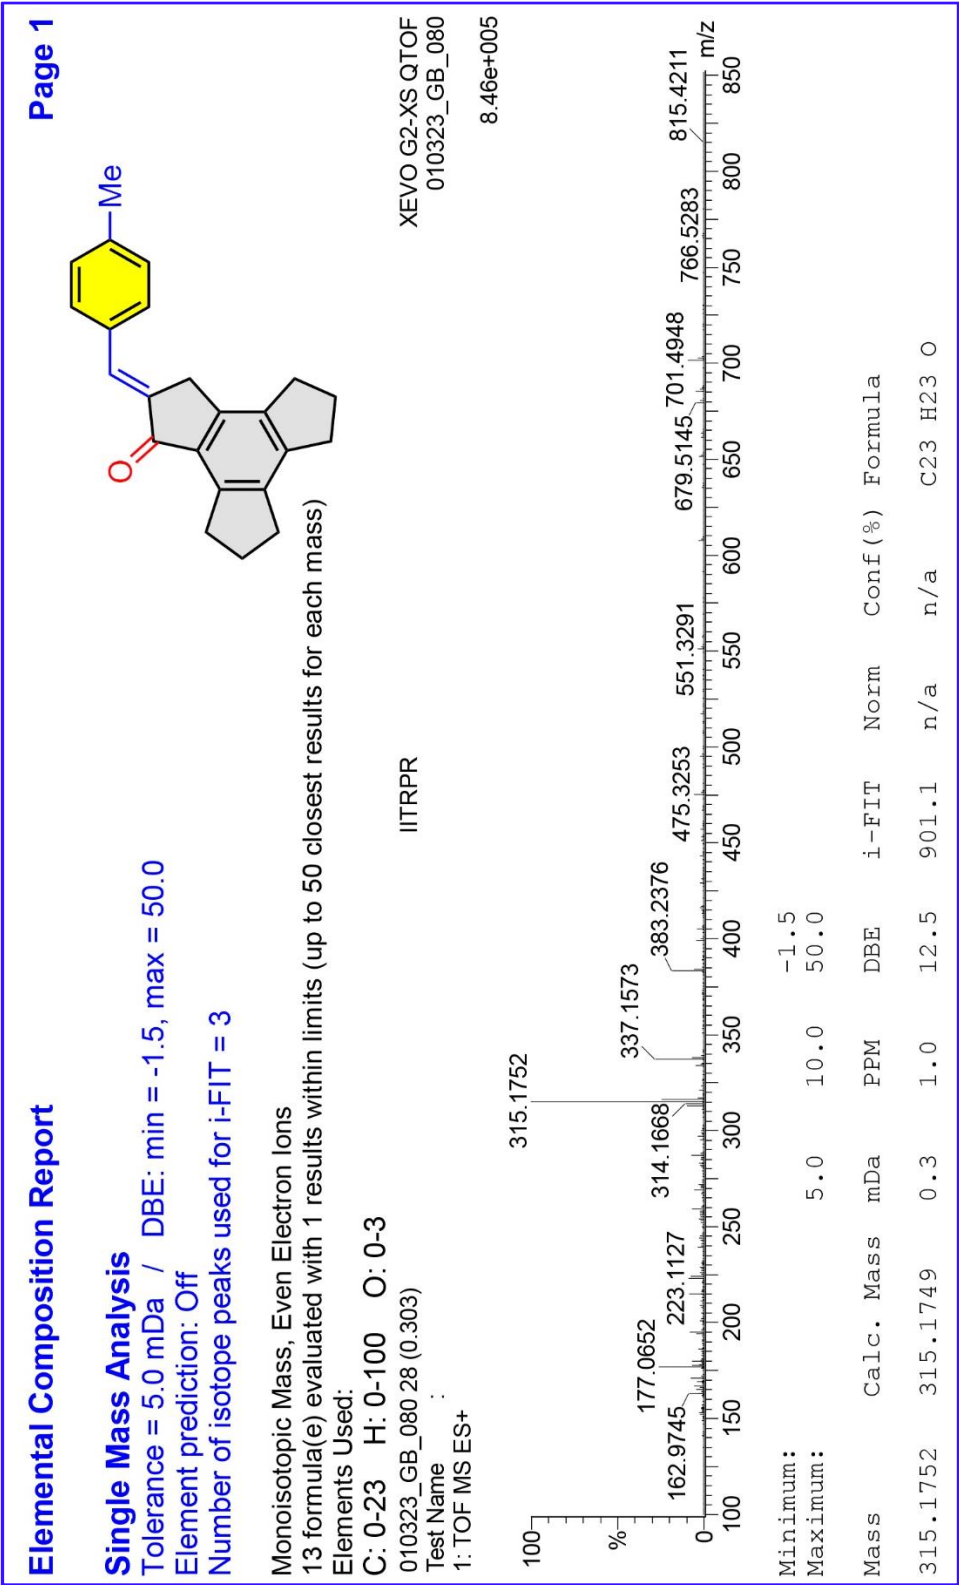 Elemental Composition Report Page 1
Single Mass Analysis
Tolerance = 5.0 mDa / DBE: min = -1.5, max = 50.0
Element prediction: Off
Number of isotope peaks used for i-FIT = 3
O
Me
Monoisotopic Mass, Even Electron Ions
13 formula(e) evaluated with 1 results within limits (up to 50 closest results for each mass)
Elements Used:
C: 0-23 H: 0-100 O: 0-3
010323_GB_080 28 (0.303) IITRPR XEVO G2-XS QTOF
Test Name : 010323_GB_080
1: TOF MS ES+
8.46e+005
100
%
0
315.1752
337.1573
383.2376
314.1668
177.0652
223.1127
162.9745
475.3253
551.3291
679.5145
701.4948
766.5283
815.4211
m/z
100 150 200 250 300 350 400 450 500 550 600 650 700 750 800 850
Minimum: -1.5
Maximum: 5.0 10.0 50.0
Mass Calc. Mass mDa PPM DBE i-FIT Norm Conf(%) Formula
315.1752 315.1749 0.3 1.0 12.5 901.1 n/a n/a C23 H23 O